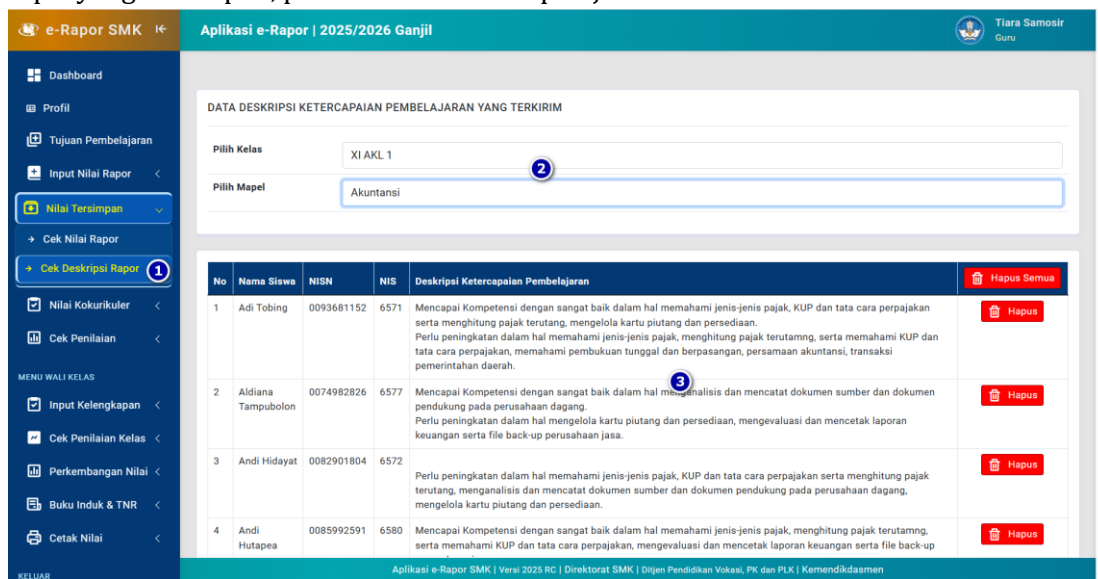 e-Rapor SMK
Aplikasi e-Rapor | 2025/2026 Ganjil
Tiara Samosir
Guru
Dashboard
Profil
Tujuan Pembelajaran
Input Nilai Rapor
Nilai Tersimpan
Cek Nilai Rapor
Cek Deskripsi Rapor
1
Nilai Kokurikuler
Cek Penilaian
MENU WALI KELAS
Input Kelengkapan
Cek Penilaian Kelas
Perkembangan Nilai
Buku Induk & TNR
Cetak Nilai
KELUAR
DATA DESKRIPSI KETERCAPAIAN PEMBELAJARAN YANG TERKIRIM
Pilih Kelas
XI AKL 1
2
Pilih Mapel
Akuntansi
No Nama Siswa NISN NIS Deskripsi Ketercapaian Pembelajaran Hapus Semua
1 Adi Tobing 0093681152 6571 Mencapai Kompetensi dengan sangat baik dalam hal memahami jenis-jenis pajak, KUP dan tata cara perpajakan Hapus
serta menghitung pajak terutang, mengelola kartu piutang dan persediaan.
Perlu peningkatan dalam hal memahami jenis-jenis pajak, menghitung pajak terutamng, serta memahami KUP dan
tata cara perpajakan, memahami pembukuan tunggal dan berpasangan, persamaan akuntansi, transaksi
pemerintahan daerah.
3
2 Aldiana 0074982826 6577 Mencapai Kompetensi dengan sangat baik dalam hal menganalisis dan mencatat dokumen sumber dan dokumen Hapus
Tampubolon pendukung pada perusahaan dagang.
Perlu peningkatan dalam hal mengelola kartu piutang dan persediaan, mengevaluasi dan mencetak laporan
keuangan serta file back-up perusahaan jasa.
3 Andi Hidayat 0082901804 6572 Hapus
Perlu peningkatan dalam hal memahami jenis-jenis pajak, KUP dan tata cara perpajakan serta menghitung pajak
terutang, menganalisis dan mencatat dokumen sumber dan dokumen pendukung pada perusahaan dagang,
mengelola kartu piutang dan persediaan.
4 Andi 0085992591 6580 Mencapai Kompetensi dengan sangat baik dalam hal memahami jenis-jenis pajak, menghitung pajak terutamng, Hapus
Hutapea serta memahami KUP dan tata cara perpajakan, mengevaluasi dan mencetak laporan keuangan serta file back-up
Aplikasi e-Rapor SMK | Versi 2025 RC | Direktorat SMK | Ditjen Pendidikan Vokasi, PK dan PLK | Kemendikdasmen